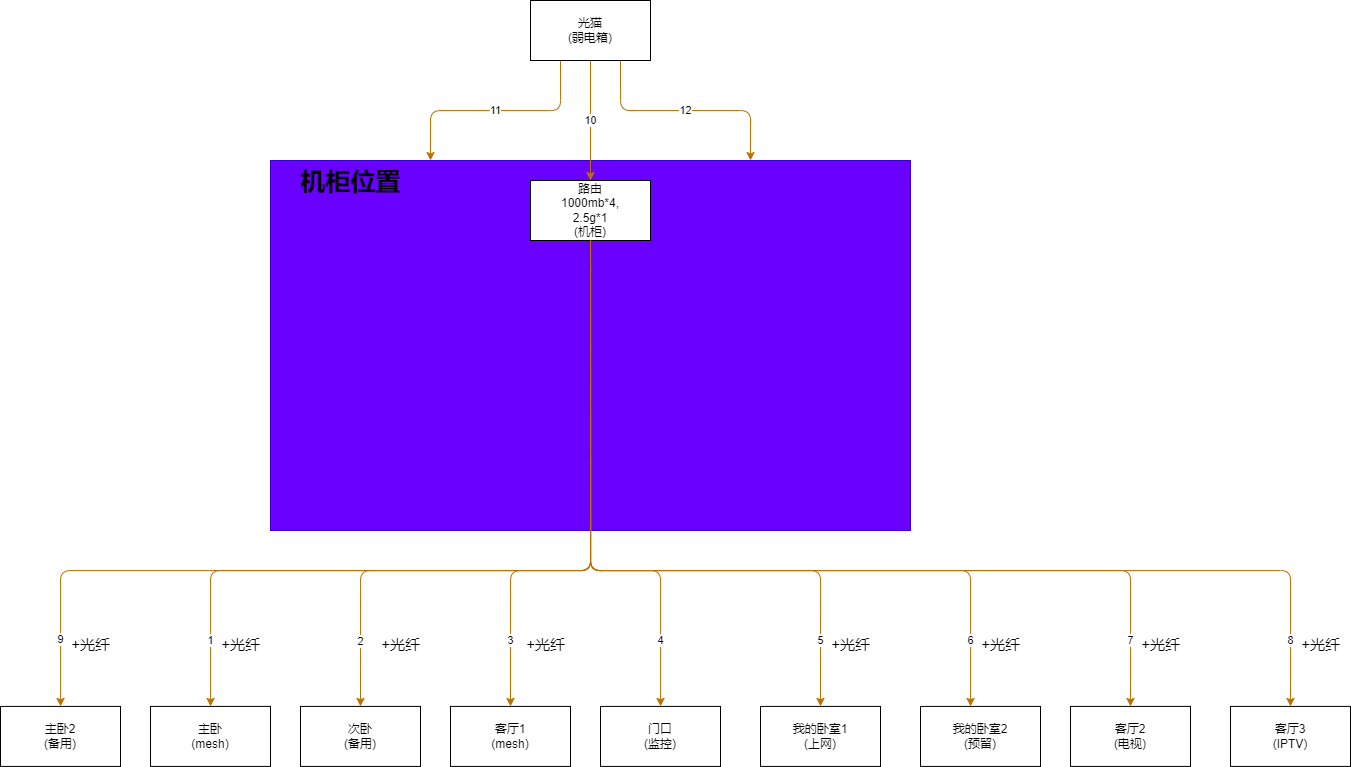 光猫
(弱电箱)
11
10
12
机柜位置
路由
1000mb*4,
2.5g*1
(机柜)
9
+光纤
1
+光纤
2
+光纤
3
+光纤
4
5
+光纤
6
+光纤
7
+光纤
8
+光纤
主卧2
(备用)
主卧
(mesh)
次卧
(备用)
客厅1
(mesh)
门口
(监控)
我的卧室1
(上网)
我的卧室2
(预留)
客厅2
(电视)
客厅3
(IPTV)